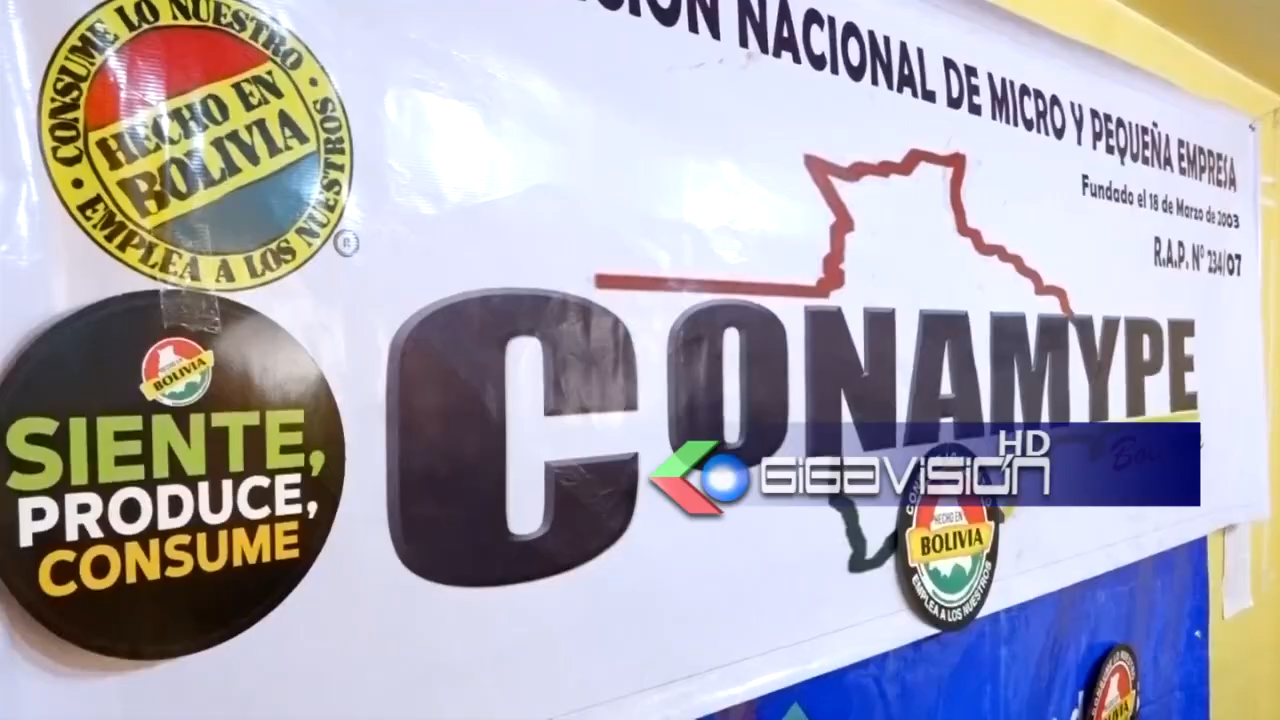 NACIONAL DE MICRO Y PEQUEÑA EMPRESA
Fundado el 18 de Marzo de 2003
R.A.P. Nº 234/07
CONSUME LO NUESTRO
HECHO EN
BOLIVIA
EMPLEA A LOS NUESTROS
®
CONAMYPE
BOLIVIA
SIENTE,
PRODUCE,
CONSUME
HD
GIGAVISIÓN
HECHO EN
BOLIVIA
EMPLEA A LOS NUESTROS